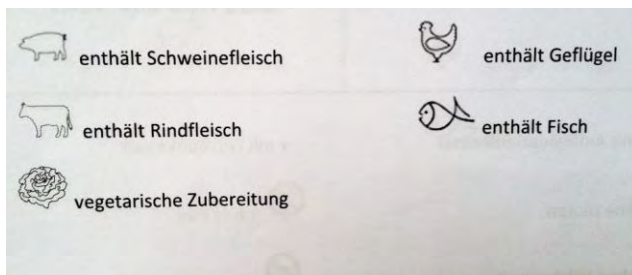 enthält Schweinefleisch
enthält Geflügel
enthält Rindfleisch
enthält Fisch
vegetarische Zubereitung